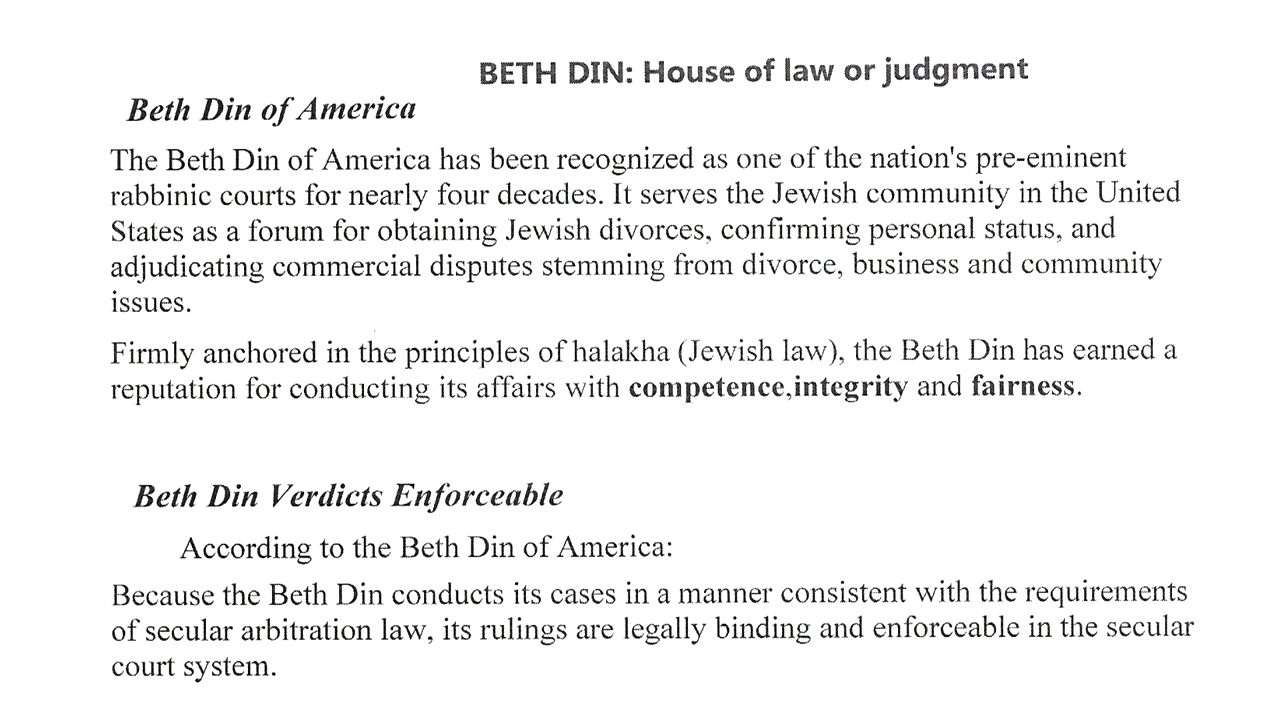 BETH DIN: House of law or judgment
Beth Din of America
The Beth Din of America has been recognized as one of the nation's pre-eminent
rabbinic courts for nearly four decades. It serves the Jewish community in the United
States as a forum for obtaining Jewish divorces, confirming personal status, and
adjudicating commercial disputes stemming from divorce, business and community
issues.
Firmly anchored in the principles of halakha (Jewish law), the Beth Din has earned a
reputation for conducting its affairs with competence,integrity and fairness.
Beth Din Verdicts Enforceable
According to the Beth Din of America:
Because the Beth Din conducts its cases in a manner consistent with the requirements
of secular arbitration law, its rulings are legally binding and enforceable in the secular
court system.